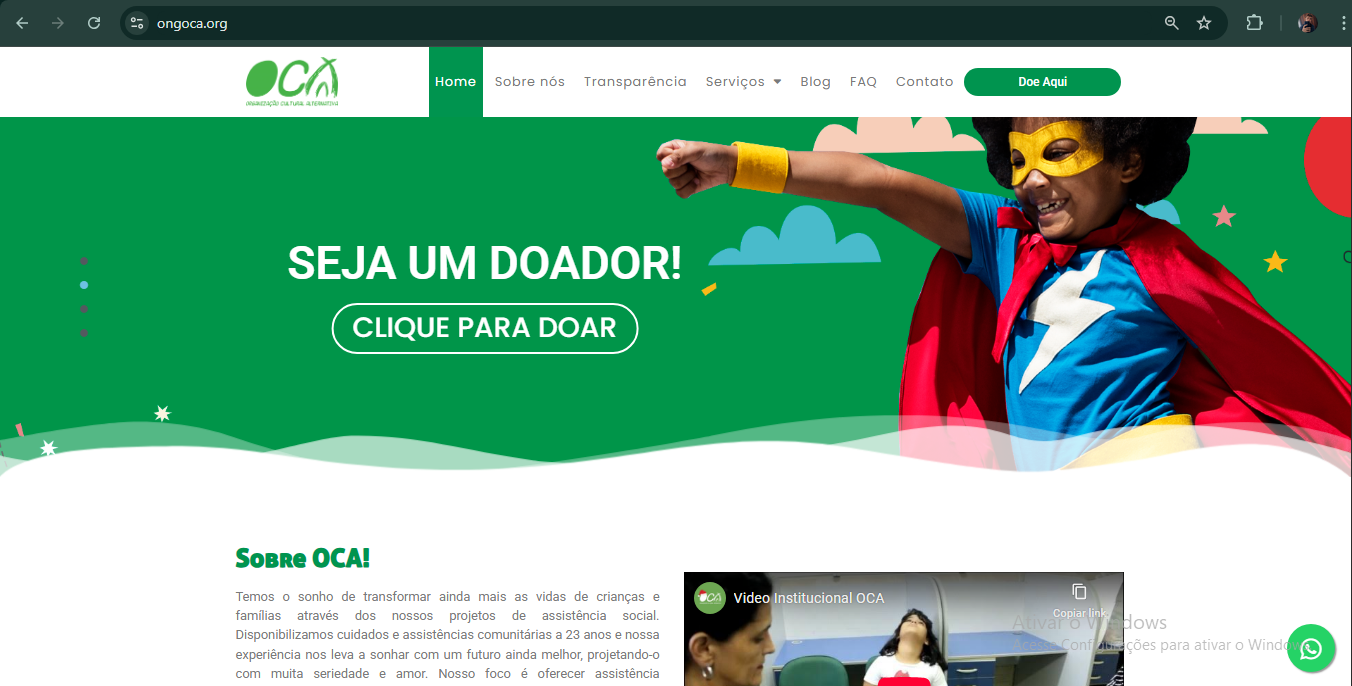 ongoca.org
OCA
ORGANIZAÇÃO CULTURAL ALTERNATIVA
Home
Sobre nós
Transparência
Serviços
Blog
FAQ
Contato
Doe Aqui
SEJA UM DOADOR!
CLIQUE PARA DOAR
Sobre OCA!
Temos o sonho de transformar ainda mais as vidas de crianças e
famílias através dos nossos projetos de assistência social.
Disponibilizamos cuidados e assistências comunitárias a 23 anos e nossa
experiência nos leva a sonhar com um futuro ainda melhor, projetando-o
com muita seriedade e amor. Nosso foco é oferecer assistência
OCA
Video Institucional OCA
Copiar link
Ativar o Windows
Acesse Configurações para ativar o Windows